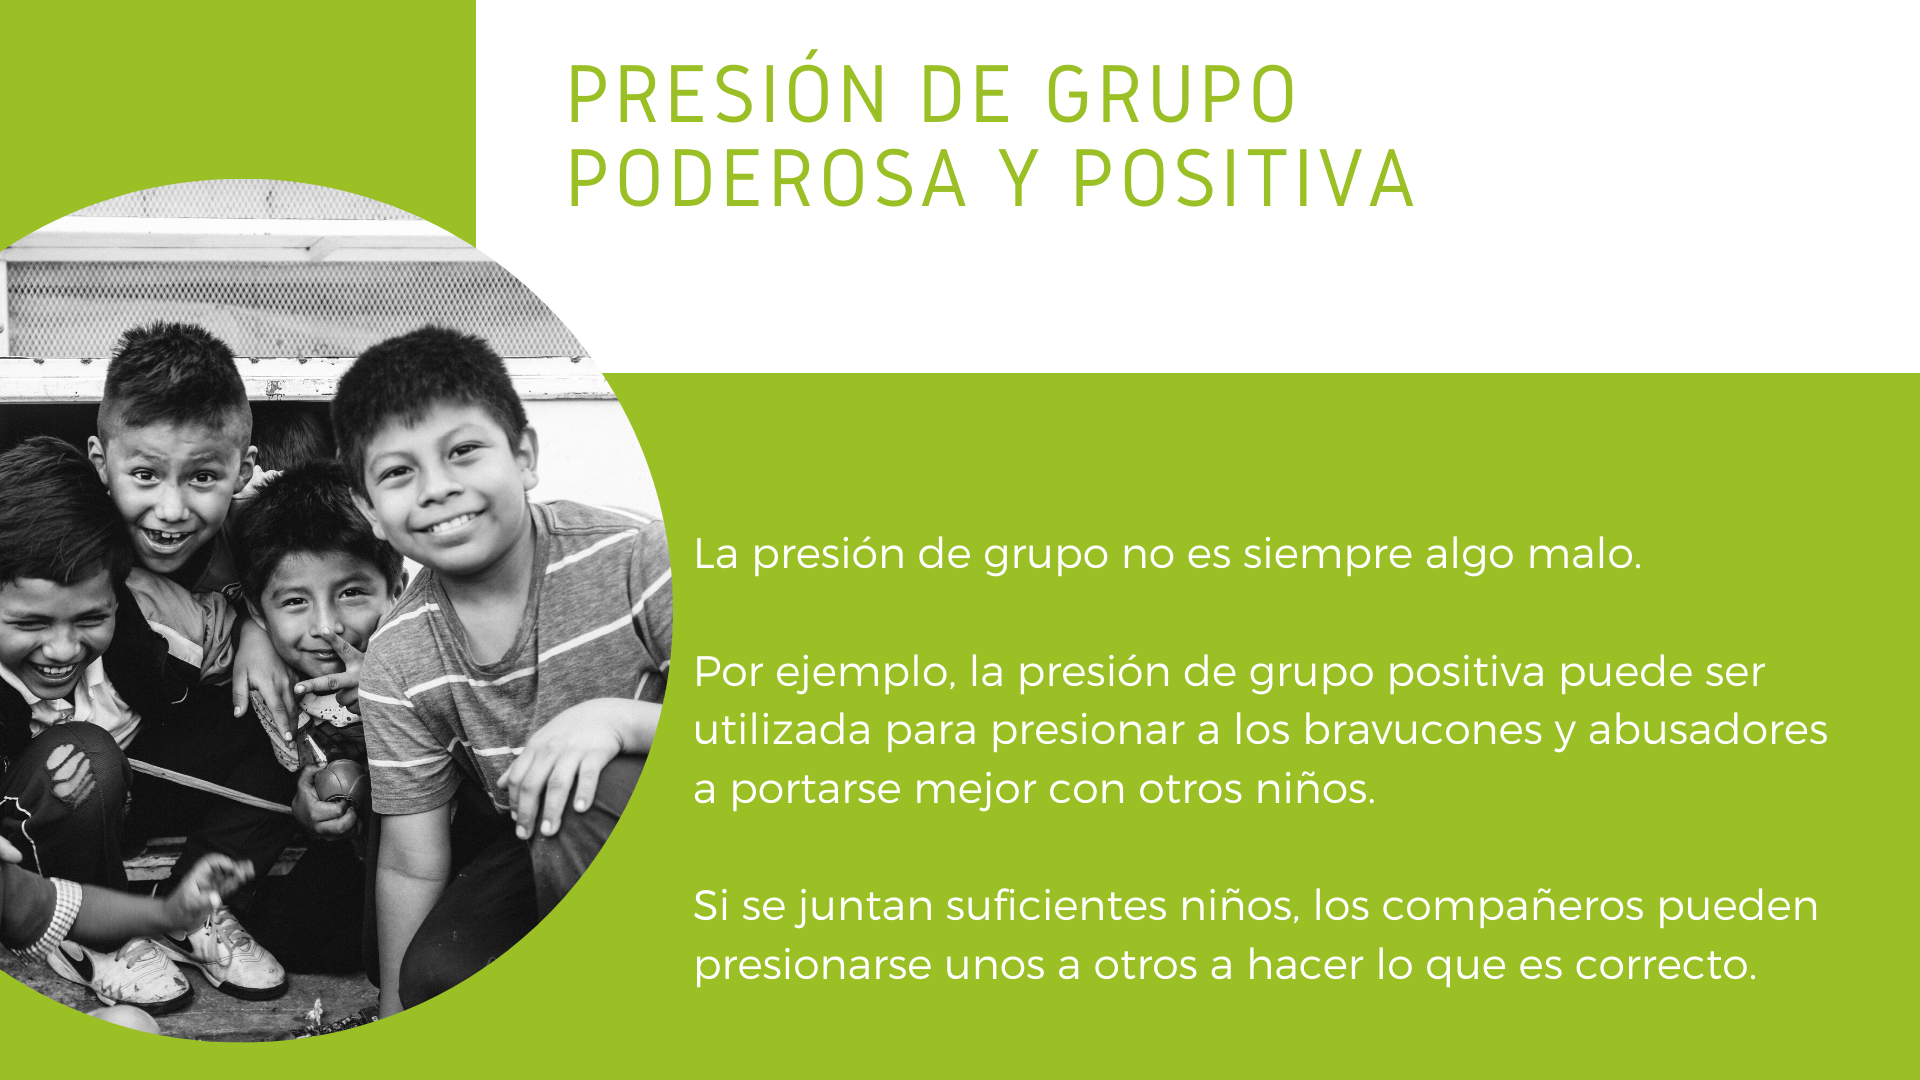 PRESIÓN DE GRUPO
PODEROSA Y POSITIVA
La presión de grupo no es siempre algo malo.
Por ejemplo, la presión de grupo positiva puede ser
utilizada para presionar a los bravucones y abusadores
a portarse mejor con otros niños.
Si se juntan suficientes niños, los compañeros pueden
presionarse unos a otros a hacer lo que es correcto.